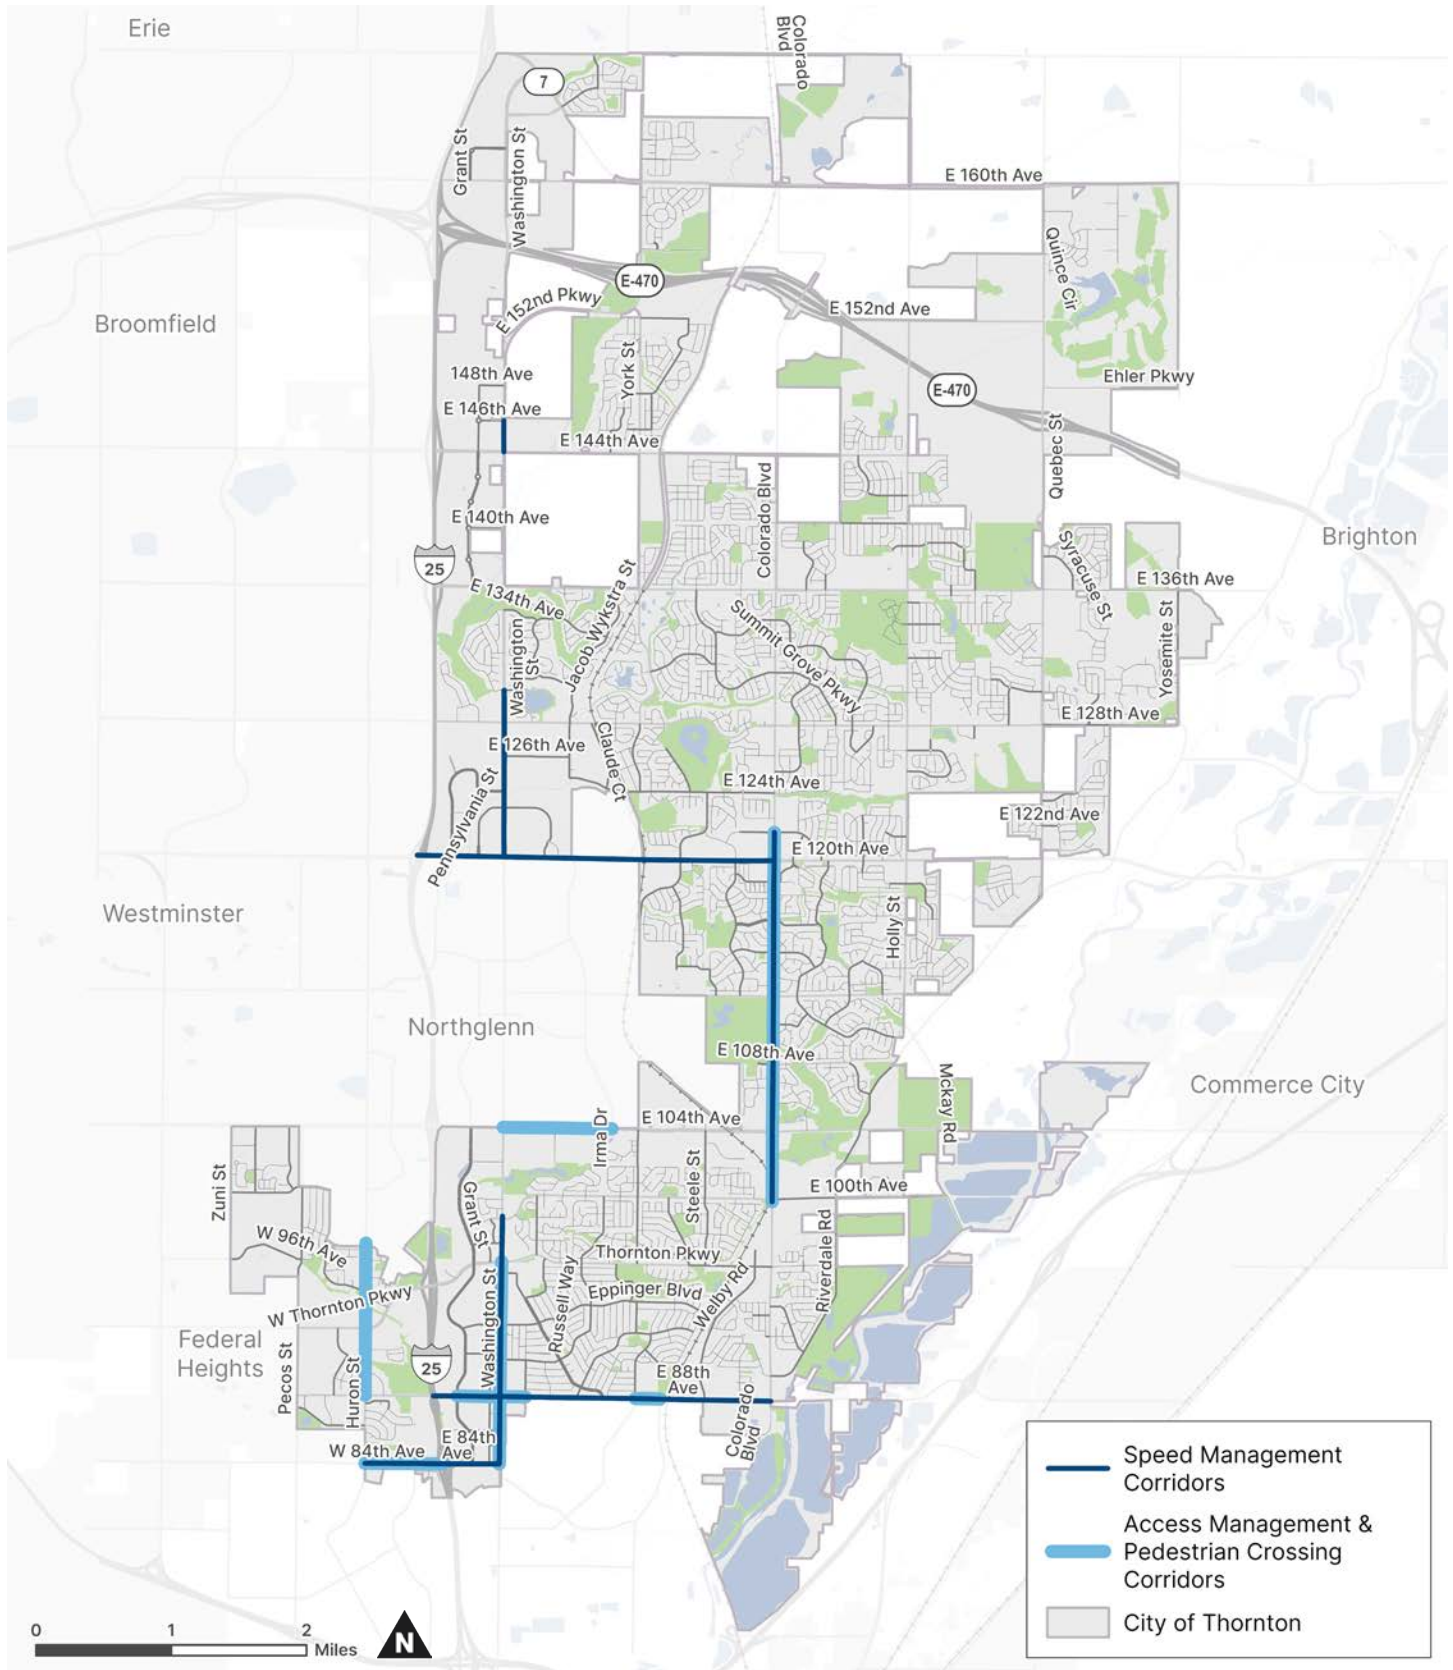 Erie
Colorado
Blvd
7
Grant St
Washington St
E 160th Ave
Quince Cir
E-470
E 152nd Pkwy
E 152nd Ave
Broomfield
York St
148th Ave
Ehler Pkwy
E-470
E 146th Ave
E 144th Ave
Quebec St
Colorado Blvd
E 140th Ave
Brighton
25
Syracuse St
E 136th Ave
E 134th Ave
Jacob Wykstra St
Summit Grove Pkwy
Washington
St
Yosemite St
E 128th Ave
E 126th Ave
Claude Ct
E 124th Ave
Pennsylvania St
E 122nd Ave
E 120th Ave
Westminster
Holly St
Northglenn
E 108th Ave
Mckay Rd
Commerce City
E 104th Ave
Irma Dr
Zuni St
Steele St
E 100th Ave
Grant St
Riverdale Rd
W 96th Ave
Thornton Pkwy
Eppinger Blvd
Welby Rd
Russell Way
Washington St
W Thornton Pkwy
Federal
Heights
Pecos St
Huron St
25
E 88th
Ave
Colorado
Blvd
E 84th
Ave
W 84th Ave
Speed Management
Corridors
Access Management &
Pedestrian Crossing
Corridors
City of Thornton
0 1 2
Miles
N